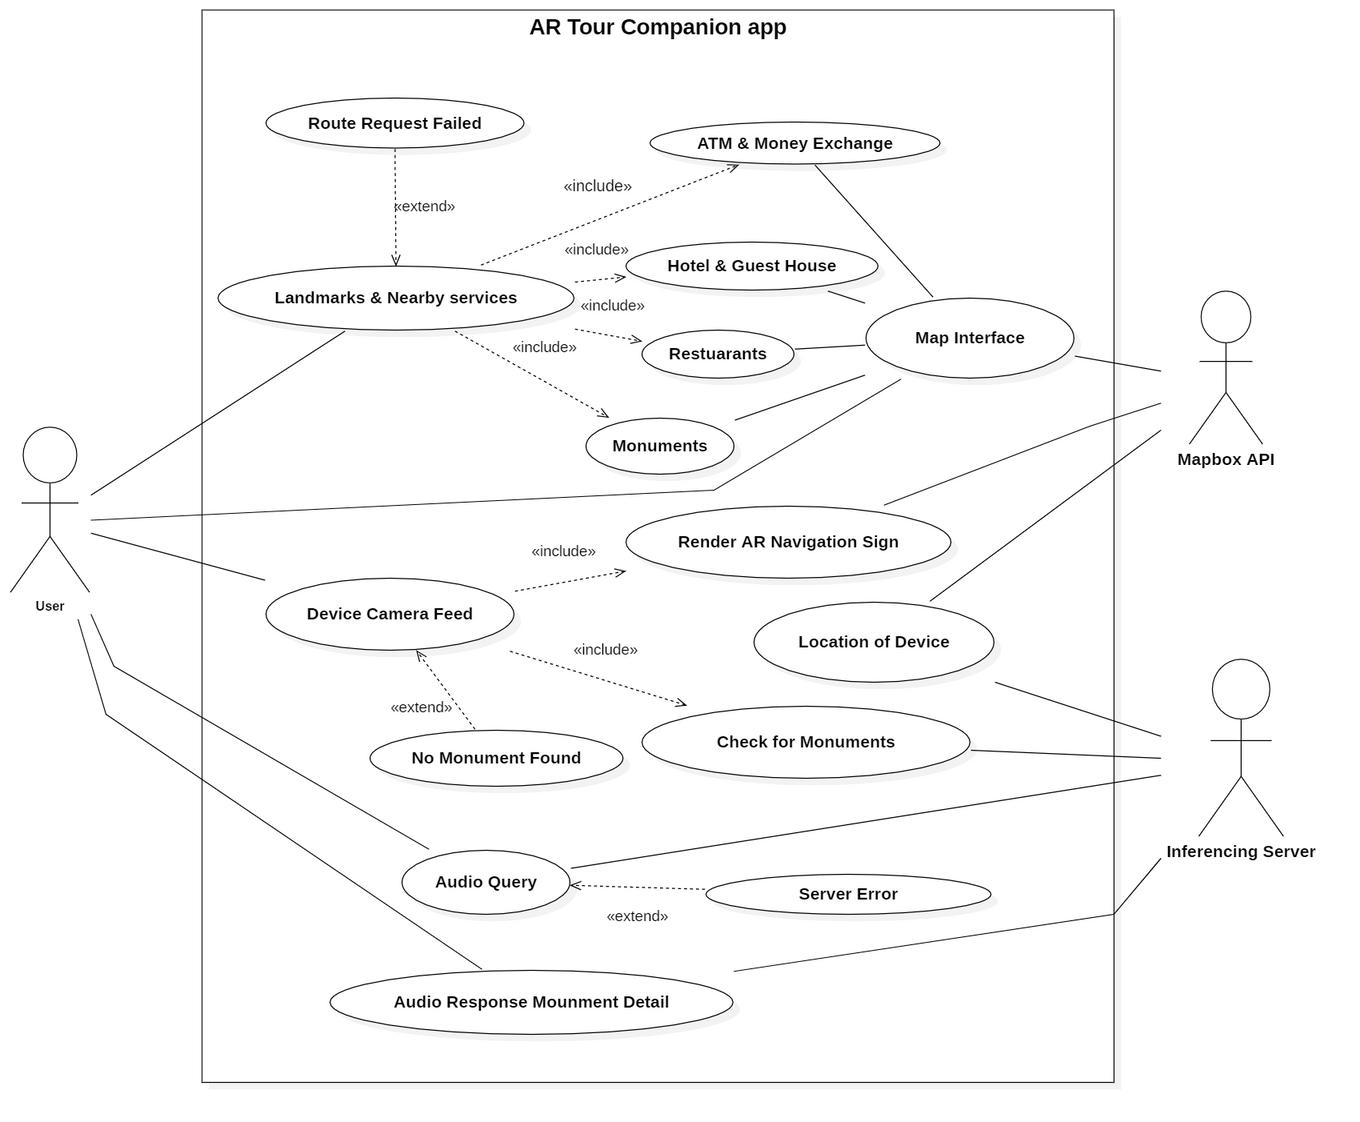 AR Tour Companion app
Route Request Failed
ATM & Money Exchange
«include»
«extend»
«include»
Hotel & Guest House
Landmarks & Nearby services
«include»
Map Interface
«include»
Restuarants
Monuments
Mapbox API
Render AR Navigation Sign
«include»
User
Device Camera Feed
Location of Device
«include»
«extend»
Check for Monuments
No Monument Found
Inferencing Server
Audio Query
Server Error
«extend»
Audio Response Mounment Detail